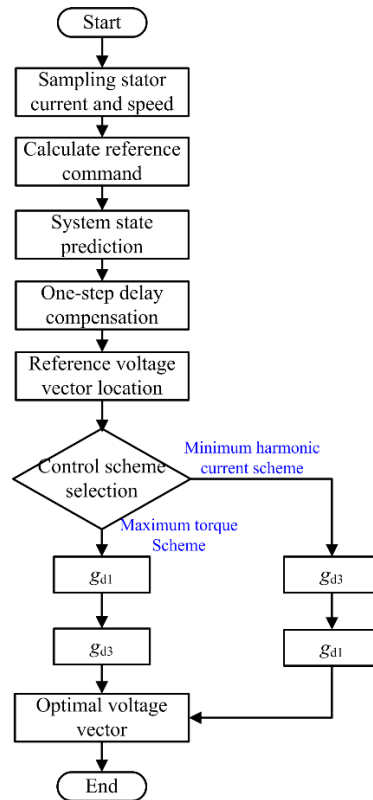 Start
Sampling stator
current and speed
Calculate reference
command
System state
prediction
One-step delay
compensation
Reference voltage
vector location
Control scheme
selection
Minimum harmonic
current scheme
Maximum torque
Scheme
gd1
gd3
gd3
gd1
Optimal voltage
vector
End